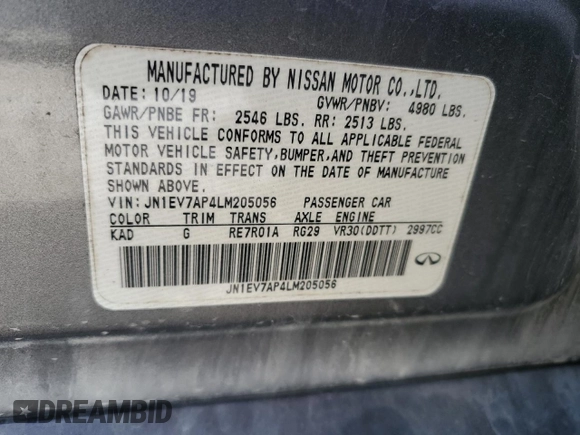 MANUFACTURED BY NISSAN MOTOR CO.,LTD.
DATE: 10/19 GVWR/PNBV: 4980 LBS.
GAWR/PNBE FR: 2546 LBS. RR: 2513 LBS.
THIS VEHICLE CONFORMS TO ALL APPLICABLE FEDERAL
MOTOR VEHICLE SAFETY,BUMPER,AND THEFT PREVENTION
STANDARDS IN EFFECT ON THE DATE OF MANUFACTURE
SHOWN ABOVE.
VIN: JN1EV7AP4LM205056 PASSENGER CAR
COLOR TRIM TRANS AXLE ENGINE
KAD G RE7R01A RG29 VR30(DDTT) 2997CC
JN1EV7AP4LM205056
DREAMBID